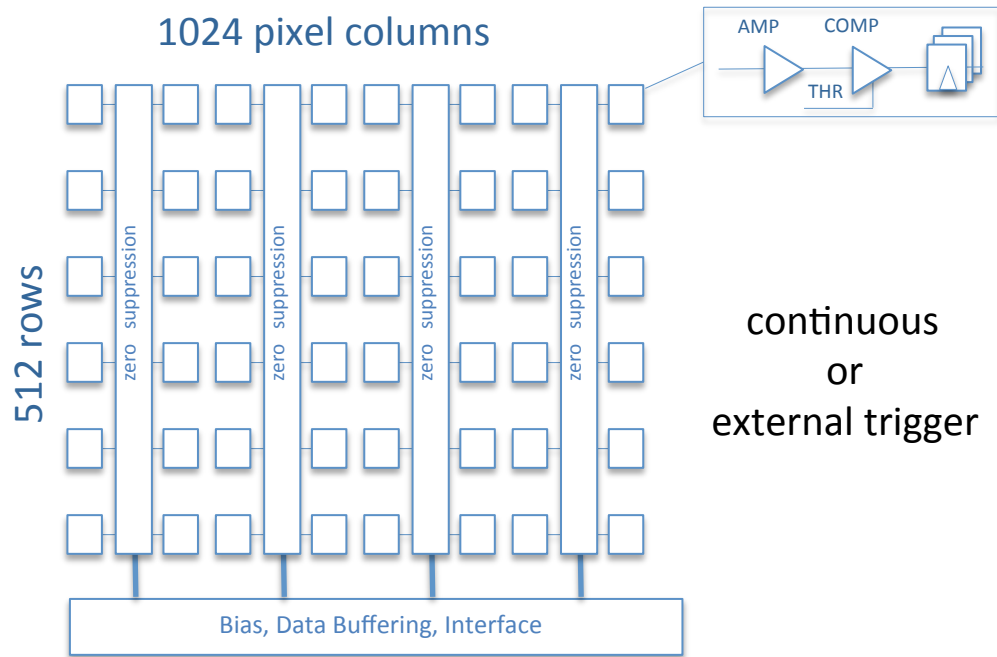 1024 pixel columns
AMP
COMP
THR
512 rows
zero suppression
zero suppression
zero suppression
zero suppression
continuous
or
external trigger
Bias, Data Buffering, Interface